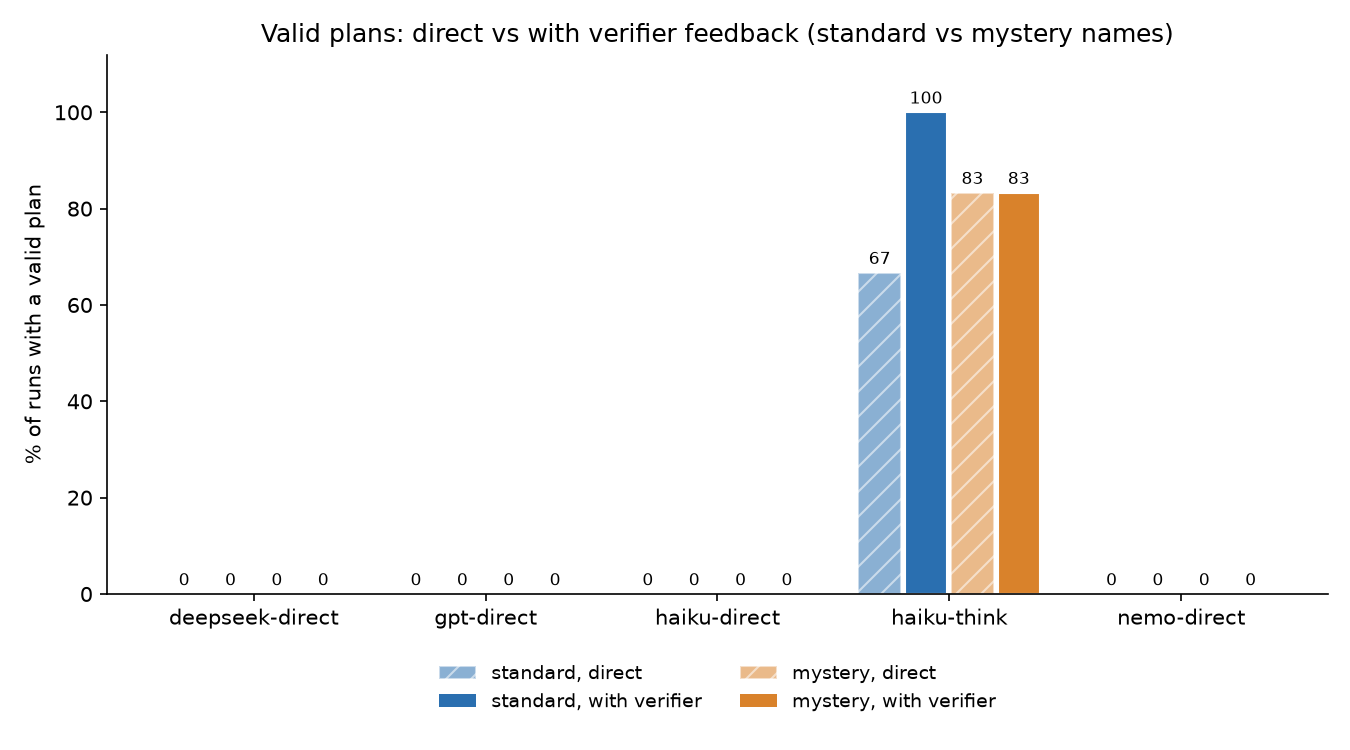 Valid plans: direct vs with verifier feedback (standard vs mystery names)
% of runs with a valid plan
100
80
60
40
20
0
0 0 0 0
0 0 0 0
0 0 0 0
67 100 83 83
0 0 0 0
deepseek-direct
gpt-direct
haiku-direct
haiku-think
nemo-direct
standard, direct
standard, with verifier
mystery, direct
mystery, with verifier